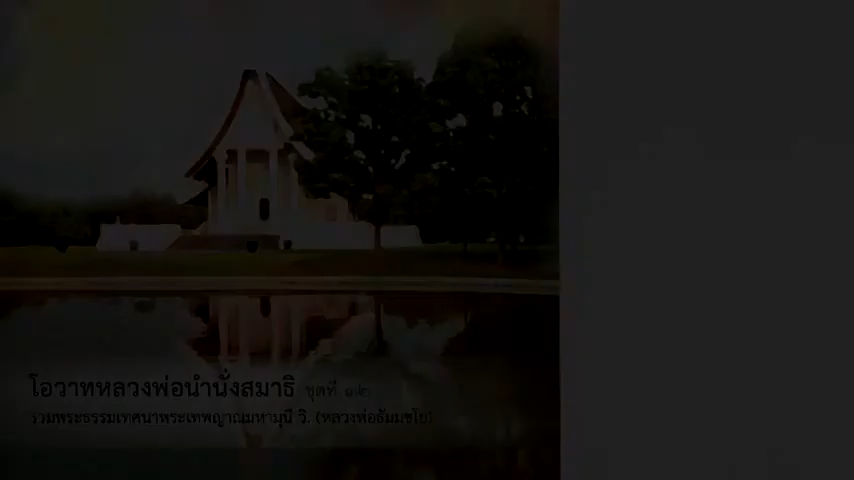 โอวาทหลวงพ่อนำนั่งสมาธิ ชุดที่ ๑๒
รวมพระธรรมเทศนาพระเทพญาณมหามุนี วิ. (หลวงพ่อธัมมชโย)